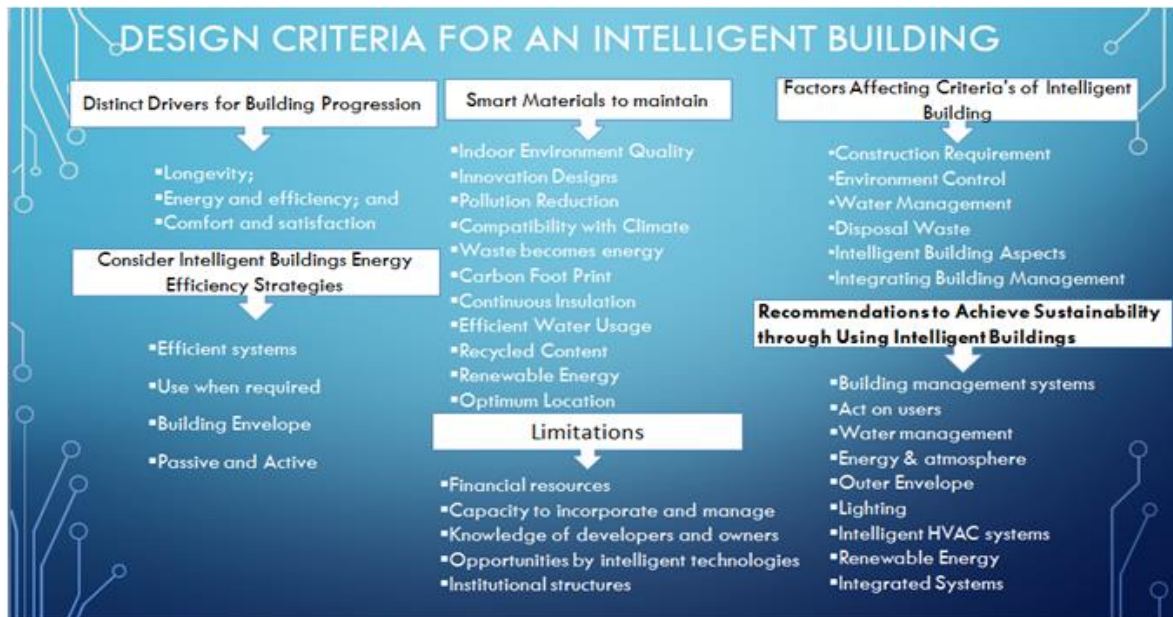 DESIGN CRITERIA FOR AN INTELLIGENT BUILDING
Distinct Drivers for Building Progression
▪Longevity;
▪Energy and efficiency; and
▪Comfort and satisfaction
Consider Intelligent Buildings Energy
Efficiency Strategies
▪Efficient systems
▪Use when required
▪Building Envelope
▪Passive and Active
Smart Materials to maintain
▪Indoor Environment Quality
▪Innovation Designs
▪Pollution Reduction
▪Compatibility with Climate
▪Waste becomes energy
▪Carbon Foot Print
▪Continuous Insulation
▪Efficient Water Usage
▪Recycled Content
▪Renewable Energy
▪Optimum Location
Limitations
▪Financial resources
▪Capacity to incorporate and manage
▪Knowledge of developers and owners
▪Opportunities by intelligent technologies
▪Institutional structures
Factors Affecting Criteria's of Intelligent
Building
•Construction Requirement
•Environment Control
•Water Management
•Disposal Waste
•Intelligent Building Aspects
•Integrating Building Management
Recommendations to Achieve Sustainability
through Using Intelligent Buildings
▪Building management systems
▪Act on users
▪Water management
▪Energy & atmosphere
▪Outer Envelope
▪Lighting
▪Intelligent HVAC systems
▪Renewable Energy
▪Integrated Systems